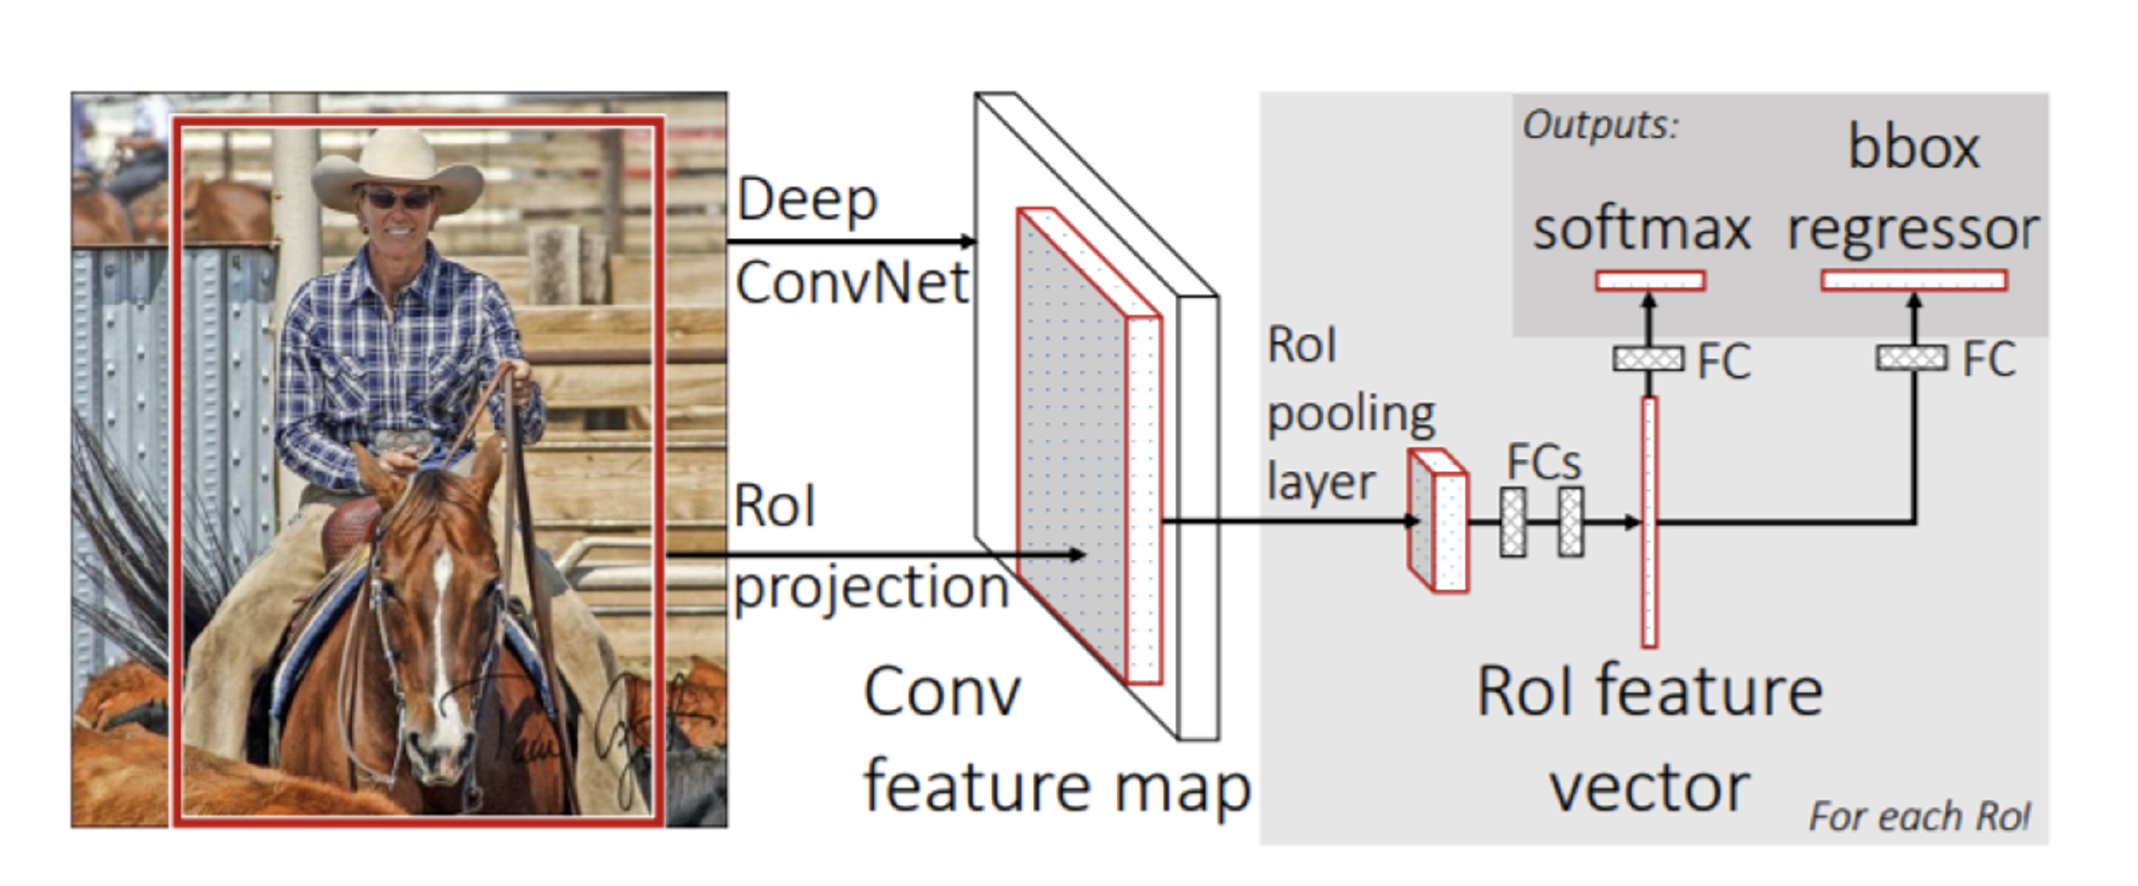 Deep
ConvNet
RoI
projection
Conv
feature map
RoI
pooling
layer
FCs
RoI feature
vector
For each RoI
FC
FC
Outputs:
softmax
bbox
regressor